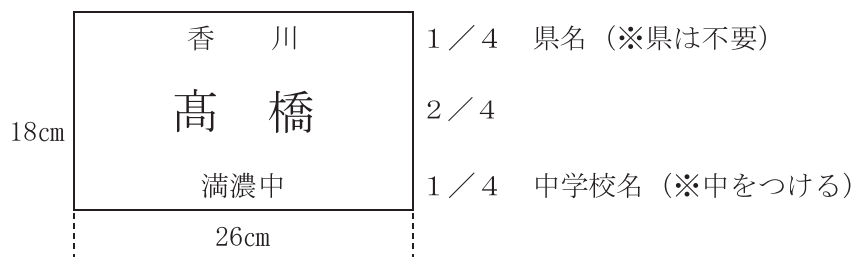 香　川　１／４　県名（※県は不要）
髙　橋　２／４
18cm
満濃中　１／４　中学校名（※中をつける）
26cm